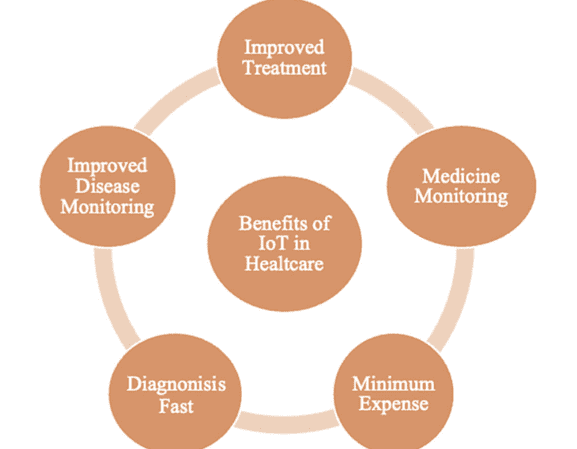 Improved
Treatment
Improved
Disease
Monitoring
Medicine
Monitoring
Benefits of
IoT in
Healtcare
Diagnonisis
Fast
Minimum
Expense